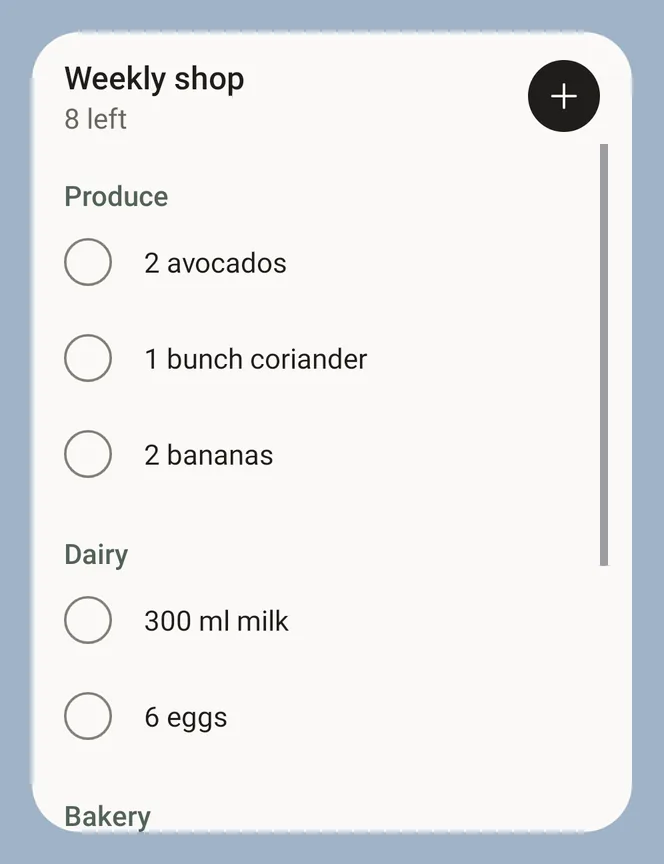 Weekly shop
8 left
Produce
2 avocados
1 bunch coriander
2 bananas
Dairy
300 ml milk
6 eggs
Bakery